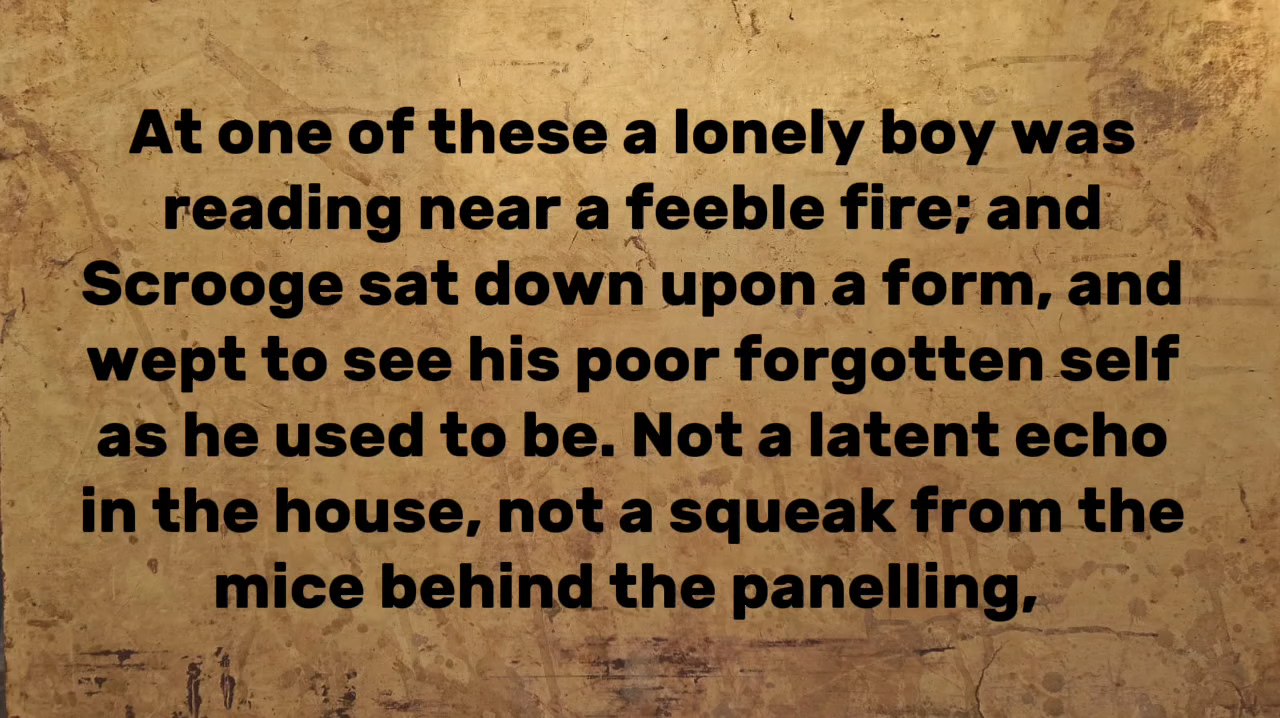 At one of these a lonely boy was
reading near a feeble fire; and
Scrooge sat down upon a form, and
wept to see his poor forgotten self
as he used to be. Not a latent echo
in the house, not a squeak from the
mice behind the panelling,